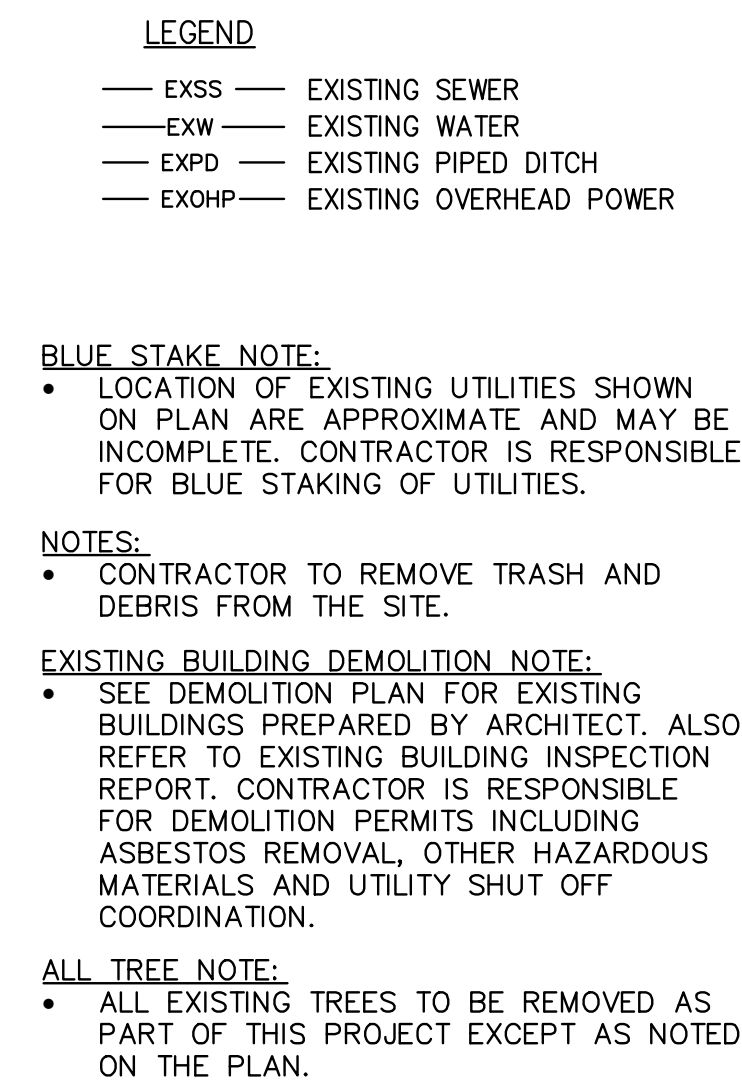 LEGEND
EXSS EXISTING SEWER
EXW EXISTING WATER
EXPD EXISTING PIPED DITCH
EXOHP EXISTING OVERHEAD POWER
BLUE STAKE NOTE:
• LOCATION OF EXISTING UTILITIES SHOWN
ON PLAN ARE APPROXIMATE AND MAY BE
INCOMPLETE. CONTRACTOR IS RESPONSIBLE
FOR BLUE STAKING OF UTILITIES.
NOTES:
• CONTRACTOR TO REMOVE TRASH AND
DEBRIS FROM THE SITE.
EXISTING BUILDING DEMOLITION NOTE:
• SEE DEMOLITION PLAN FOR EXISTING
BUILDINGS PREPARED BY ARCHITECT. ALSO
REFER TO EXISTING BUILDING INSPECTION
REPORT. CONTRACTOR IS RESPONSIBLE
FOR DEMOLITION PERMITS INCLUDING
ASBESTOS REMOVAL, OTHER HAZARDOUS
MATERIALS AND UTILITY SHUT OFF
COORDINATION.
ALL TREE NOTE:
• ALL EXISTING TREES TO BE REMOVED AS
PART OF THIS PROJECT EXCEPT AS NOTED
ON THE PLAN.